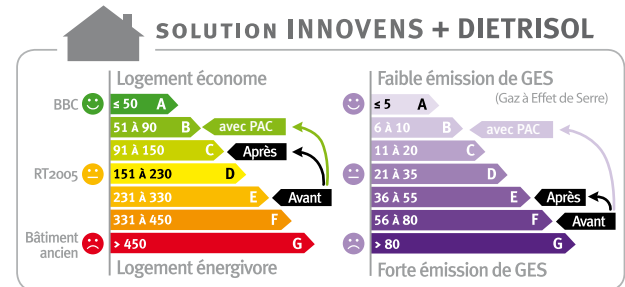 SOLUTION INNOVENS + DIETRISOL
Logement économe
BBC ≤ 50 A
51 à 90 B avec PAC
91 à 150 C Après
RT2005 151 à 230 D
231 à 330 E Avant
331 à 450 F
Bâtiment ancien > 450 G
Logement énergivore
Faible émission de GES
(Gaz à Effet de Serre)
≤ 5 A
6 à 10 B avec PAC
11 à 20 C
21 à 35 D
36 à 55 E Après
56 à 80 F Avant
> 80 G
Forte émission de GES